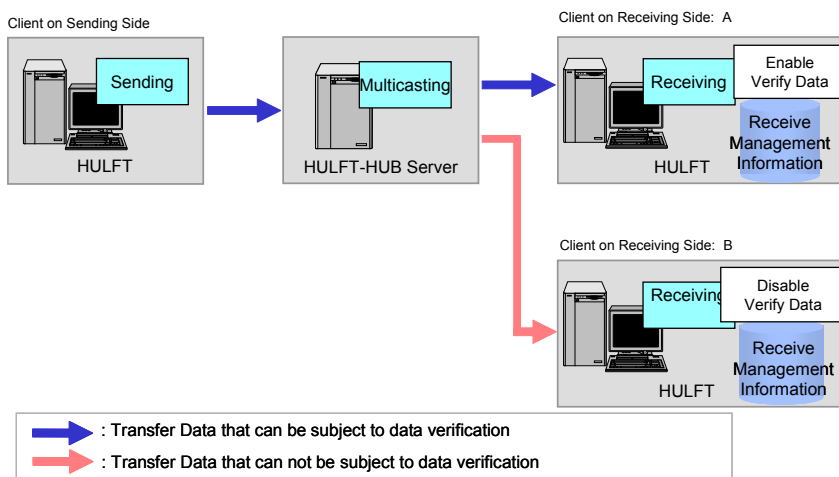 Client on Sending Side
Sending
HULFT
Multicasting
HULFT-HUB Server
Client on Receiving Side: A
Receiving
Enable
Verify Data
Receive
Management
Information
HULFT
Client on Receiving Side: B
Receiving
Disable
Verify Data
Receive
Management
Information
HULFT
: Transfer Data that can be subject to data verification
: Transfer Data that can not be subject to data verification